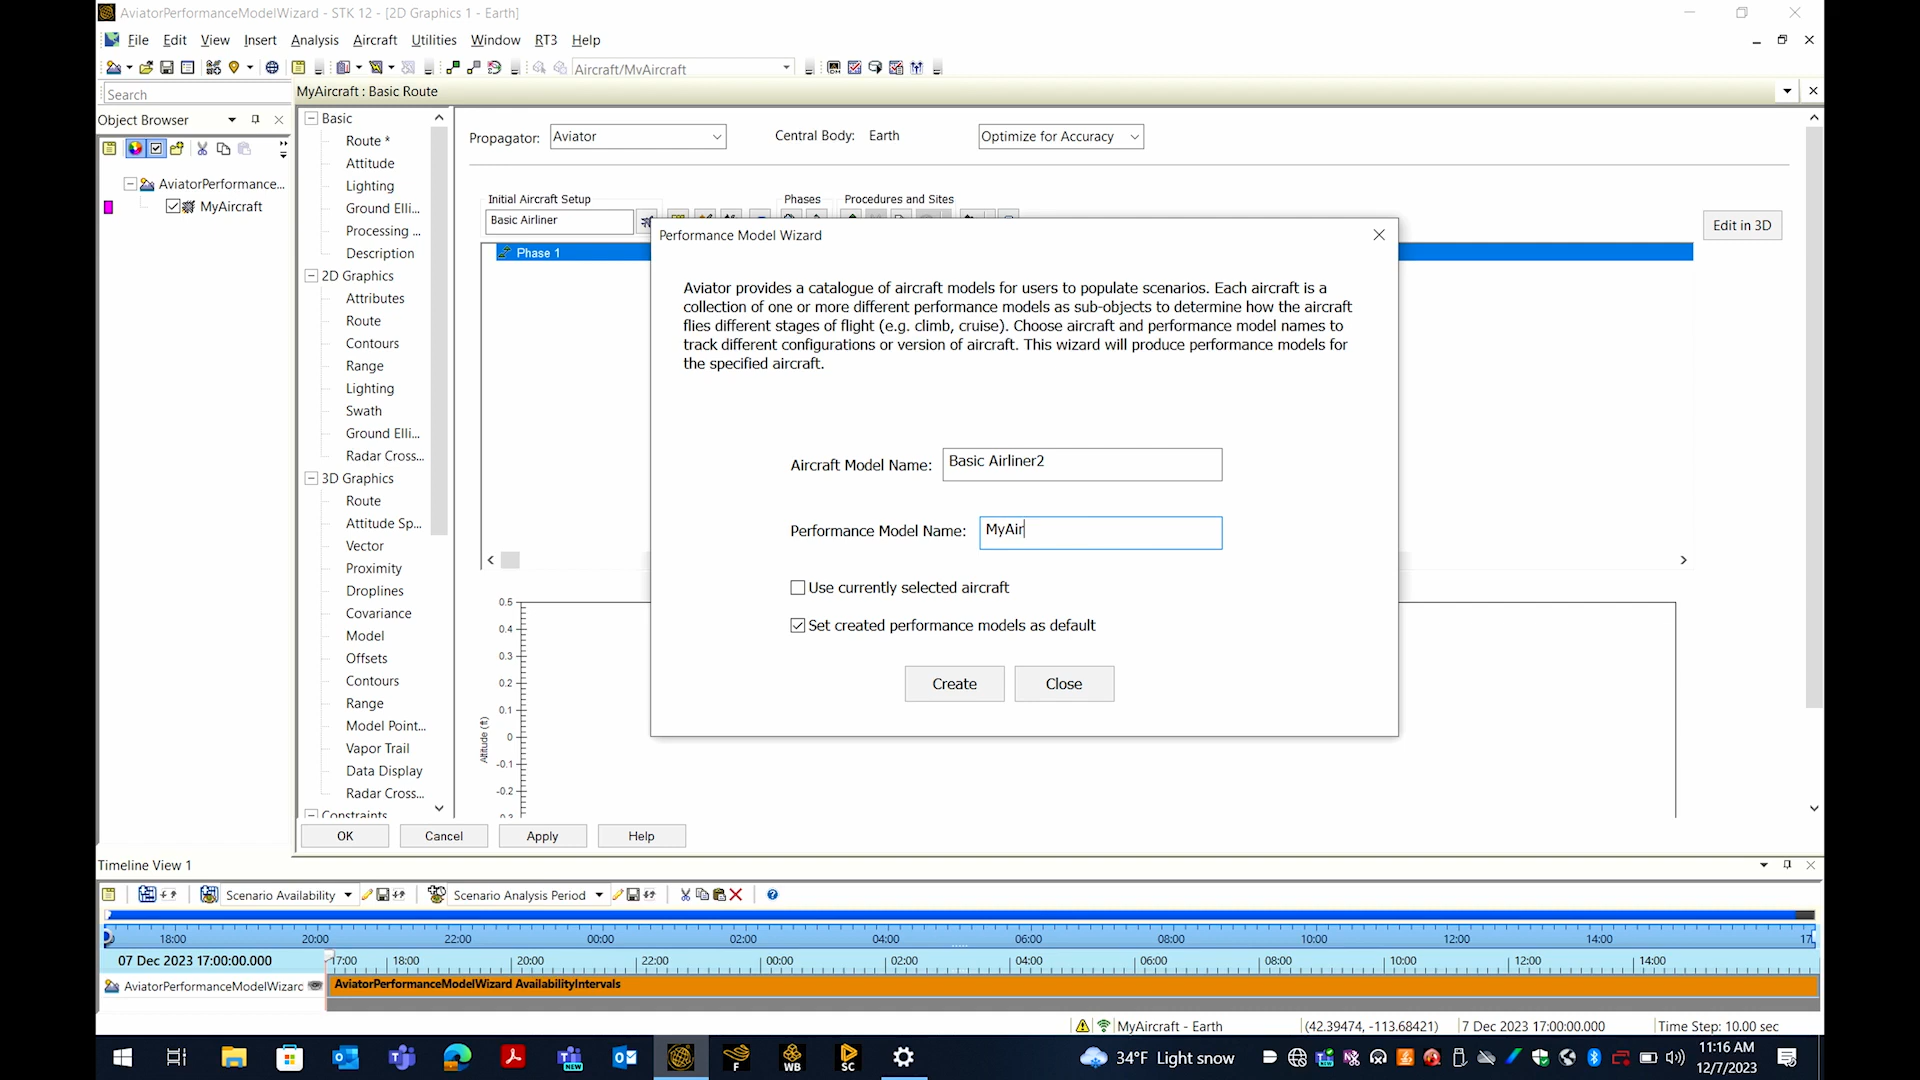 AviatorPerformanceModelWizard - STK 12 - [2D Graphics 1 - Earth]
File Edit View Insert Analysis Aircraft Utilities Window RT3 Help
Aircraft/MyAircraft
Search
MyAircraft : Basic Route
Object Browser
AviatorPerformance...
MyAircraft
Basic
Route *
Attitude
Lighting
Ground Elli...
Processing ...
Description
2D Graphics
Attributes
Route
Contours
Range
Lighting
Swath
Ground Elli...
Radar Cross...
3D Graphics
Route
Attitude Sp...
Vector
Proximity
Droplines
Covariance
Model
Offsets
Contours
Range
Model Point...
Vapor Trail
Data Display
Radar Cross...
Constraints
Propagator: Aviator
Central Body: Earth
Optimize for Accuracy
Initial Aircraft Setup
Basic Airliner
Phases
Procedures and Sites
Edit in 3D
Phase 1
Performance Model Wizard
Aviator provides a catalogue of aircraft models for users to populate scenarios. Each aircraft is a
collection of one or more different performance models as sub-objects to determine how the aircraft
flies different stages of flight (e.g. climb, cruise). Choose aircraft and performance model names to
track different configurations or version of aircraft. This wizard will produce performance models for
the specified aircraft.
Aircraft Model Name: Basic Airliner2
Performance Model Name: MyAir
Use currently selected aircraft
Set created performance models as default
Create Close
Altitude (ft)
0.5
0.4
0.3
0.2
0.1
0
-0.1
-0.2
-0.3
OK Cancel Apply Help
Timeline View 1
Scenario Availability Scenario Analysis Period
18:00 20:00 22:00 00:00 02:00 04:00 06:00 08:00 10:00 12:00 14:00 17
07 Dec 2023 17:00:00.000
17:00 18:00 20:00 22:00 00:00 02:00 04:00 06:00 08:00 10:00 12:00 14:00
AviatorPerformanceModelWizard
AviatorPerformanceModelWizard AvailabilityIntervals
MyAircraft - Earth (42.39474, -113.68421) 7 Dec 2023 17:00:00.000 Time Step: 10.00 sec
NEW
F
WB
SC
34°F Light snow
11:16 AM
12/7/2023